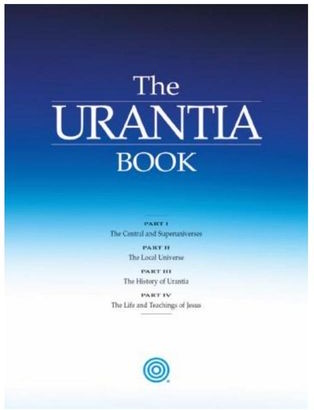 The
URANTIA
BOOK
PART I
The Central and Superuniverses
PART II
The Local Universe
PART III
The History of Urantia
PART IV
The Life and Teachings of Jesus
®